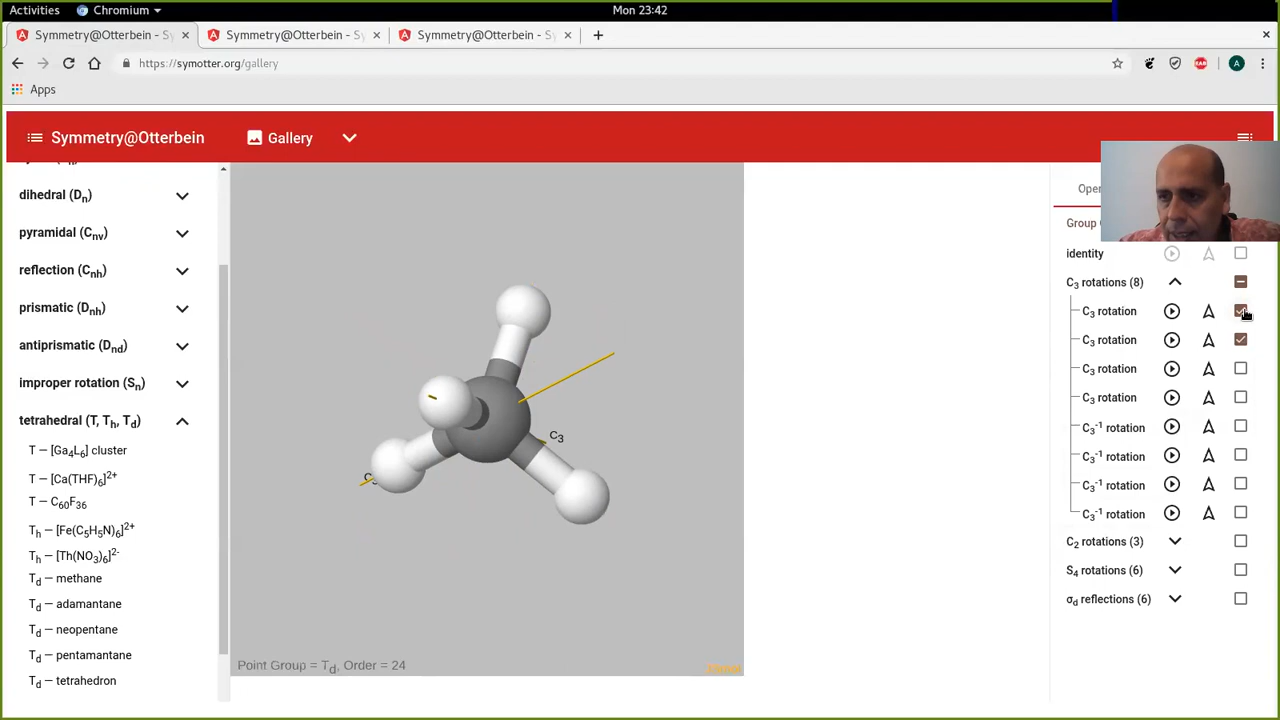 Activities Chromium Mon 23:42
Symmetry@Otterbein - S Symmetry@Otterbein - S Symmetry@Otterbein - S
https://symotter.org/gallery
Apps
Symmetry@Otterbein Gallery
dihedral (Dn)
pyramidal (Cnv)
reflection (Cnh)
prismatic (Dnh)
antiprismatic (Dnd)
improper rotation (Sn)
tetrahedral (T, Th, Td)
T – [Ga4L6] cluster
T – [Ca(THF)6]2+
T – C60F36
Th – [Fe(C5H5N)6]2+
Th – [Th(NO3)6]2-
Td – methane
Td – adamantane
Td – neopentane
Td – pentamantane
Td – tetrahedron
C3
Point Group = Td, Order = 24
Group
identity
C3 rotations (8)
C3 rotation
C3 rotation
C3 rotation
C3 rotation
C3-1 rotation
C3-1 rotation
C3-1 rotation
C3-1 rotation
C2 rotations (3)
S4 rotations (6)
σd reflections (6)